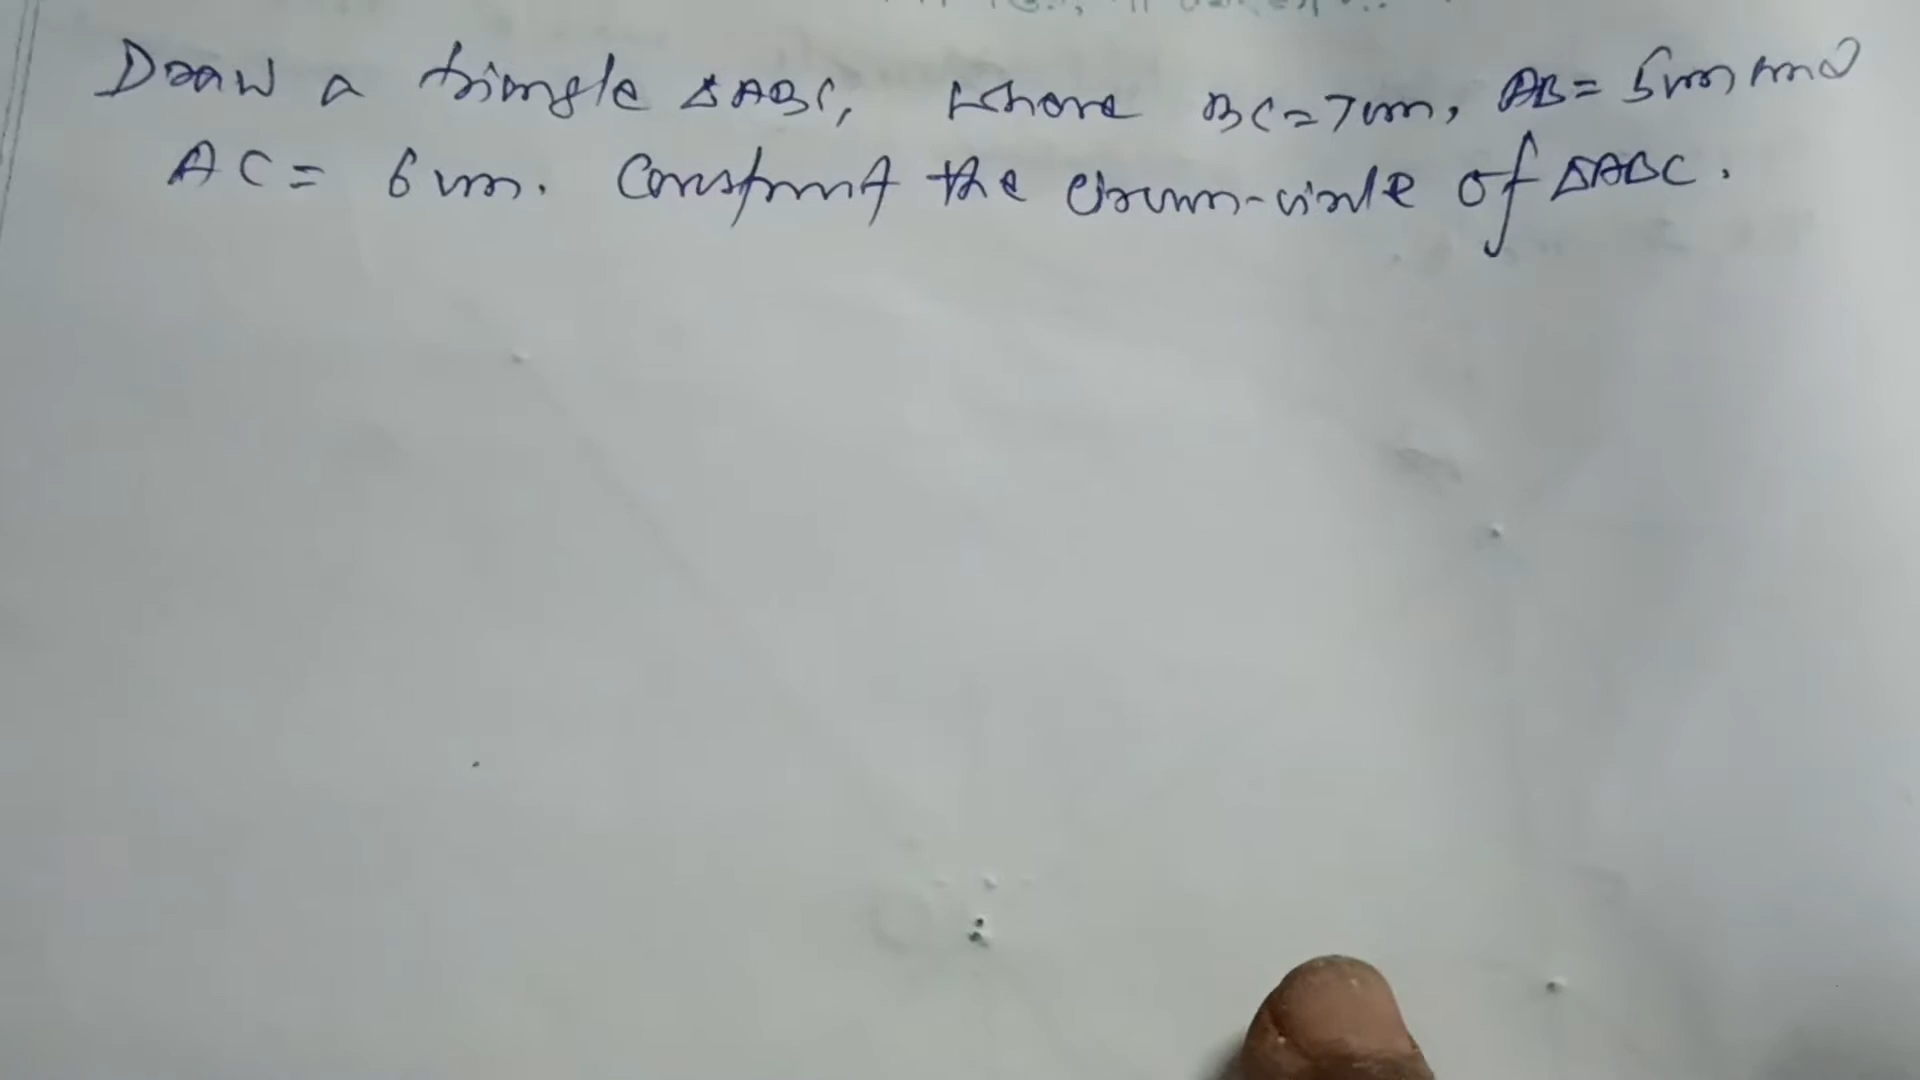 Draw a triangle ΔABC, where BC=7cm, AB=5cm and
AC= 6cm. Construct the circum-circle of ΔABC.